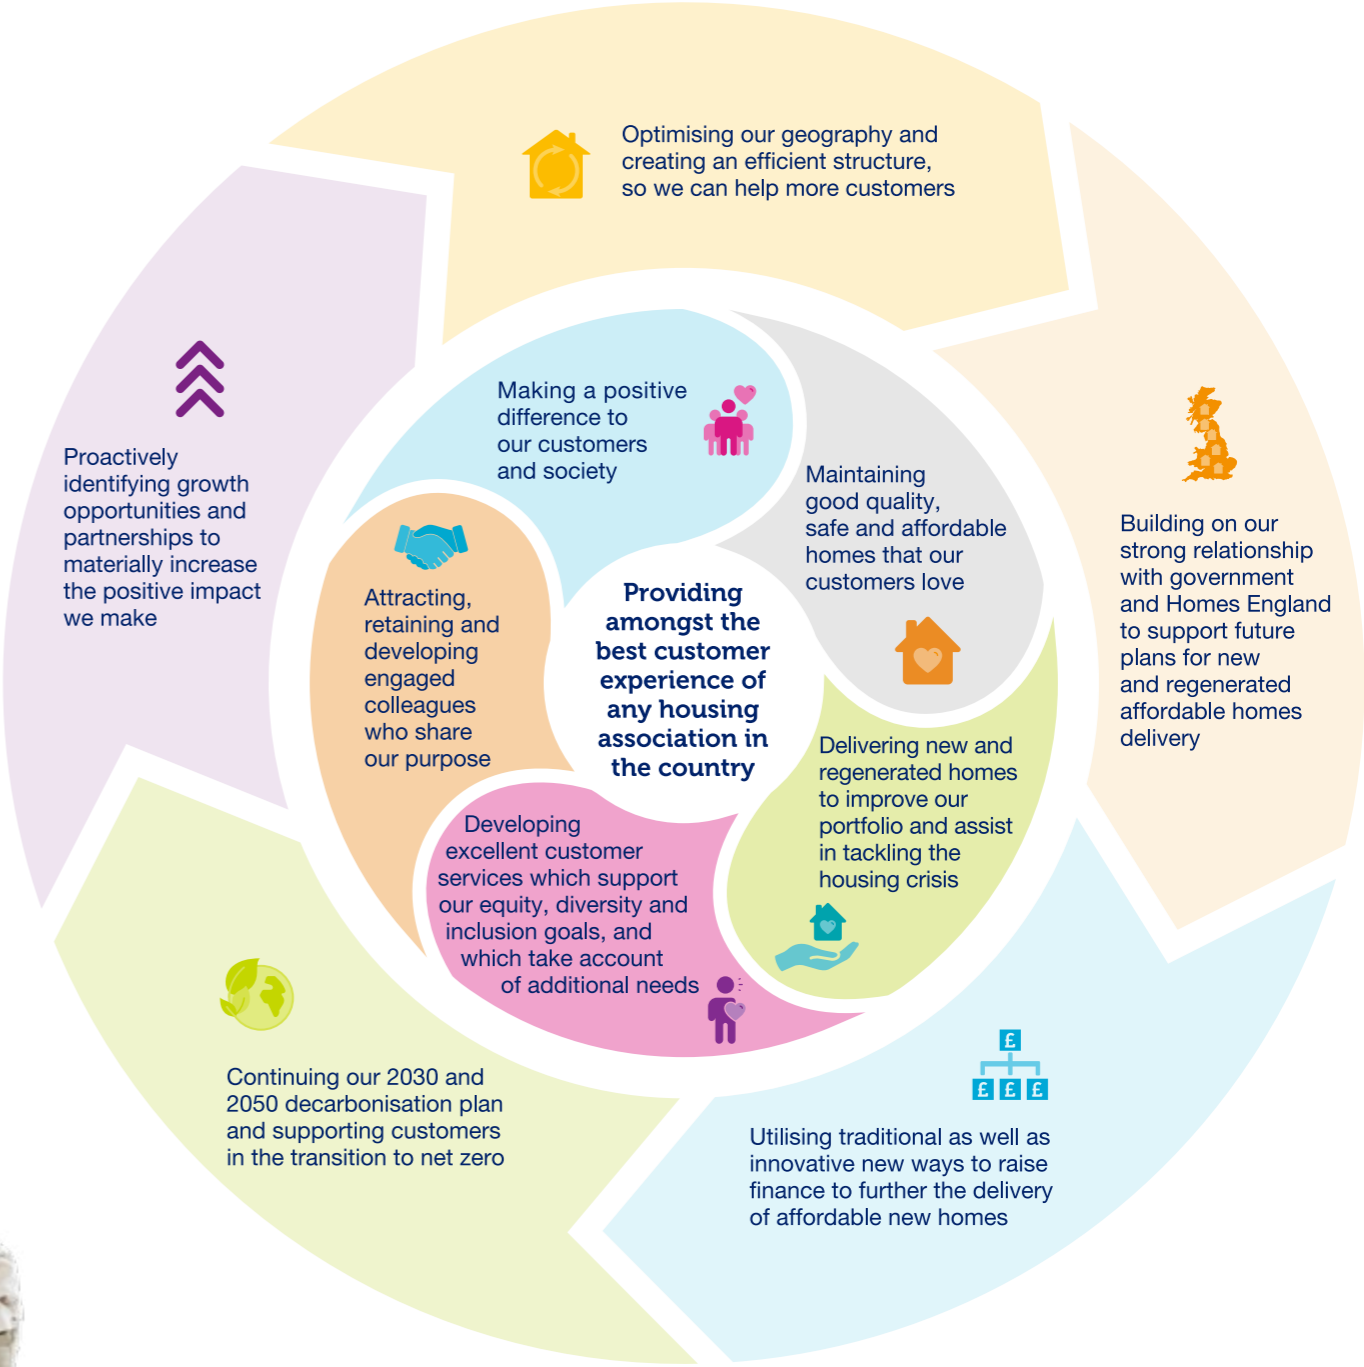 Optimising our geography and
creating an efficient structure,
so we can help more customers
Building on our
strong relationship
with government
and Homes England
to support future
plans for new
and regenerated
affordable homes
delivery
Utilising traditional as well as
innovative new ways to raise
finance to further the delivery
of affordable new homes
£
£ £ £
Continuing our 2030 and
2050 decarbonisation plan
and supporting customers
in the transition to net zero
Proactively
identifying growth
opportunities and
partnerships to
materially increase
the positive impact
we make
Making a positive
difference to
our customers
and society
Maintaining
good quality,
safe and affordable
homes that our
customers love
Delivering new and
regenerated homes
to improve our
portfolio and assist
in tackling the
housing crisis
Developing
excellent customer
services which support
our equity, diversity and
inclusion goals, and
which take account
of additional needs
Attracting,
retaining and
developing
engaged
colleagues
who share
our purpose
Providing
amongst the
best customer
experience of
any housing
association in
the country